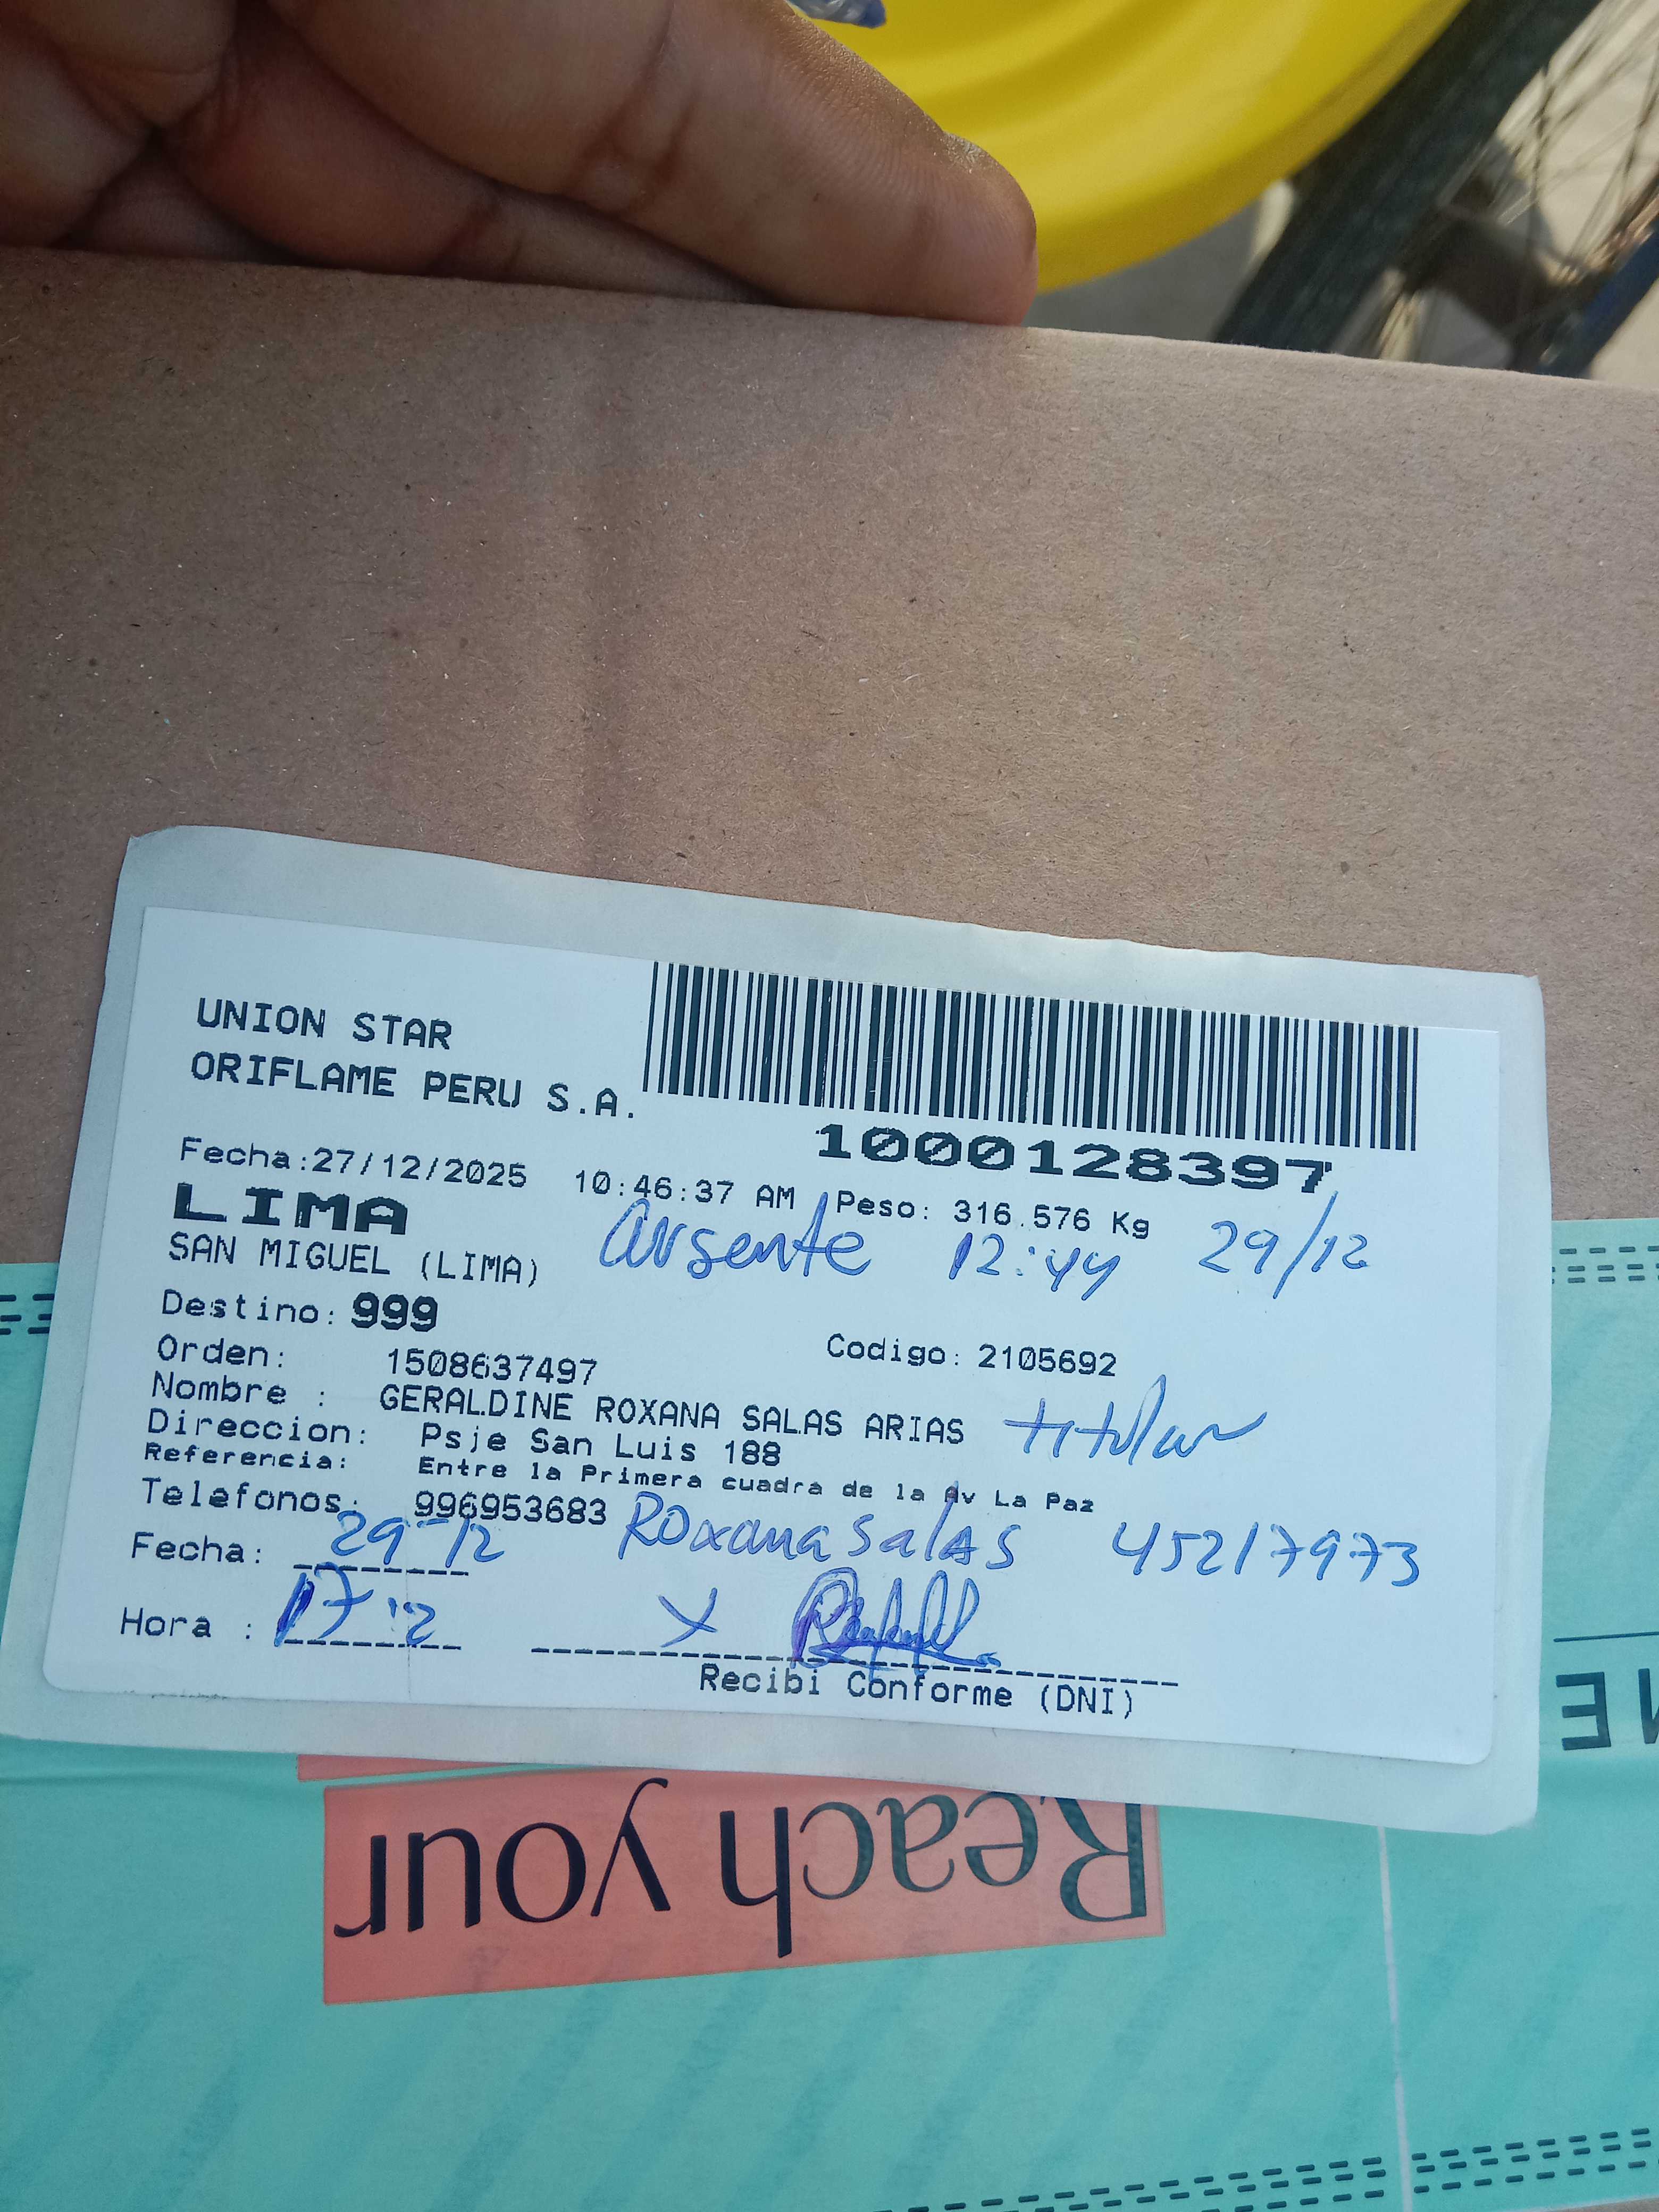 UNION STAR
ORIFLAME PERU S.A.
1000128397
Fecha:27/12/2025 10:46:37 AM Peso: 316.576 Kg
LIMA
SAN MIGUEL (LIMA)
ausente 12:44 29/12
Destino: 999
Orden: 1508637497 Codigo: 2105692
Nombre : GERALDINE ROXANA SALAS ARIAS titular
Direccion: Psje San Luis 188
Referencia: Entre la Primera cuadra de la Av La Paz
Telefonos: 996953683
Roxana Salas 45217973
Fecha: 29-12
Hora : 17:12 X
Recibi Conforme (DNI)
Reach your